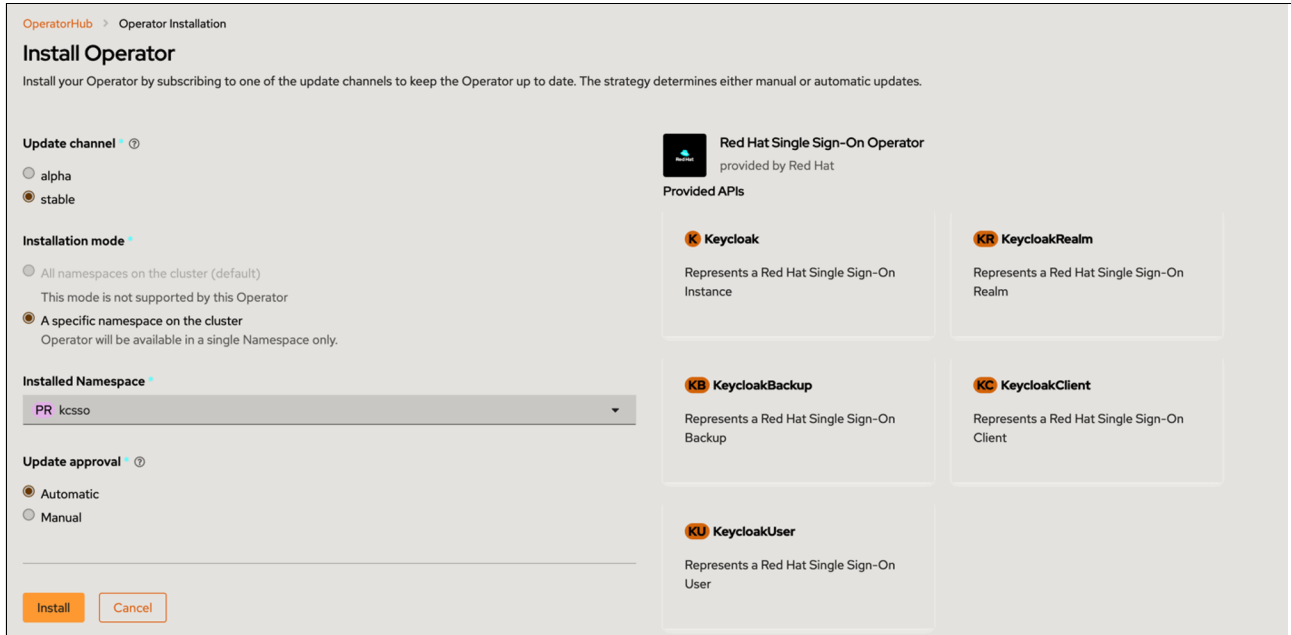 OperatorHub > Operator Installation
Install Operator
Install your Operator by subscribing to one of the update channels to keep the Operator up to date. The strategy determines either manual or automatic updates.
Update channel *
alpha
stable
Installation mode *
All namespaces on the cluster (default)
This mode is not supported by this Operator
A specific namespace on the cluster
Operator will be available in a single Namespace only.
Installed Namespace *
PR kcsso
Update approval *
Automatic
Manual
Install Cancel
Red Hat
Red Hat Single Sign-On Operator
provided by Red Hat
Provided APIs
K Keycloak
Represents a Red Hat Single Sign-On
Instance
KR KeycloakRealm
Represents a Red Hat Single Sign-On
Realm
KB KeycloakBackup
Represents a Red Hat Single Sign-On
Backup
KC KeycloakClient
Represents a Red Hat Single Sign-On
Client
KU KeycloakUser
Represents a Red Hat Single Sign-On
User